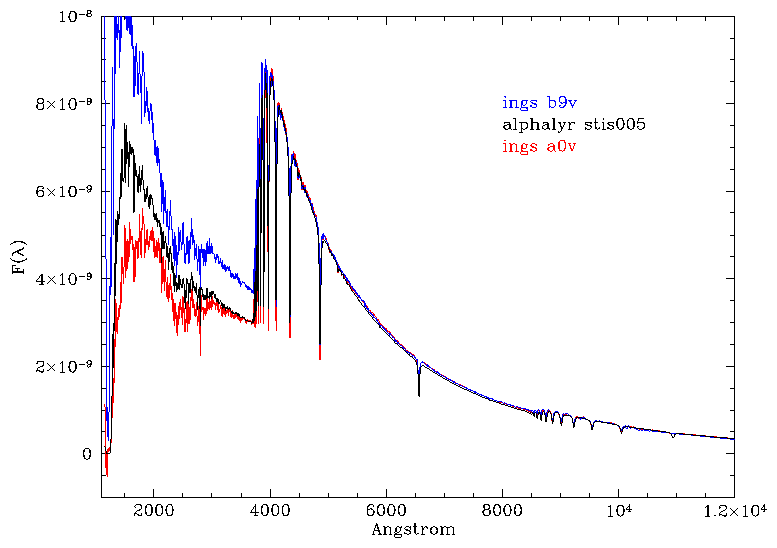 10⁻⁸
8×10⁻⁹
6×10⁻⁹
4×10⁻⁹
2×10⁻⁹
0
F(λ)
ings b9v
alphalyr stis005
ings a0v
2000 4000 6000 8000 10⁴ 1.2×10⁴
Angstrom